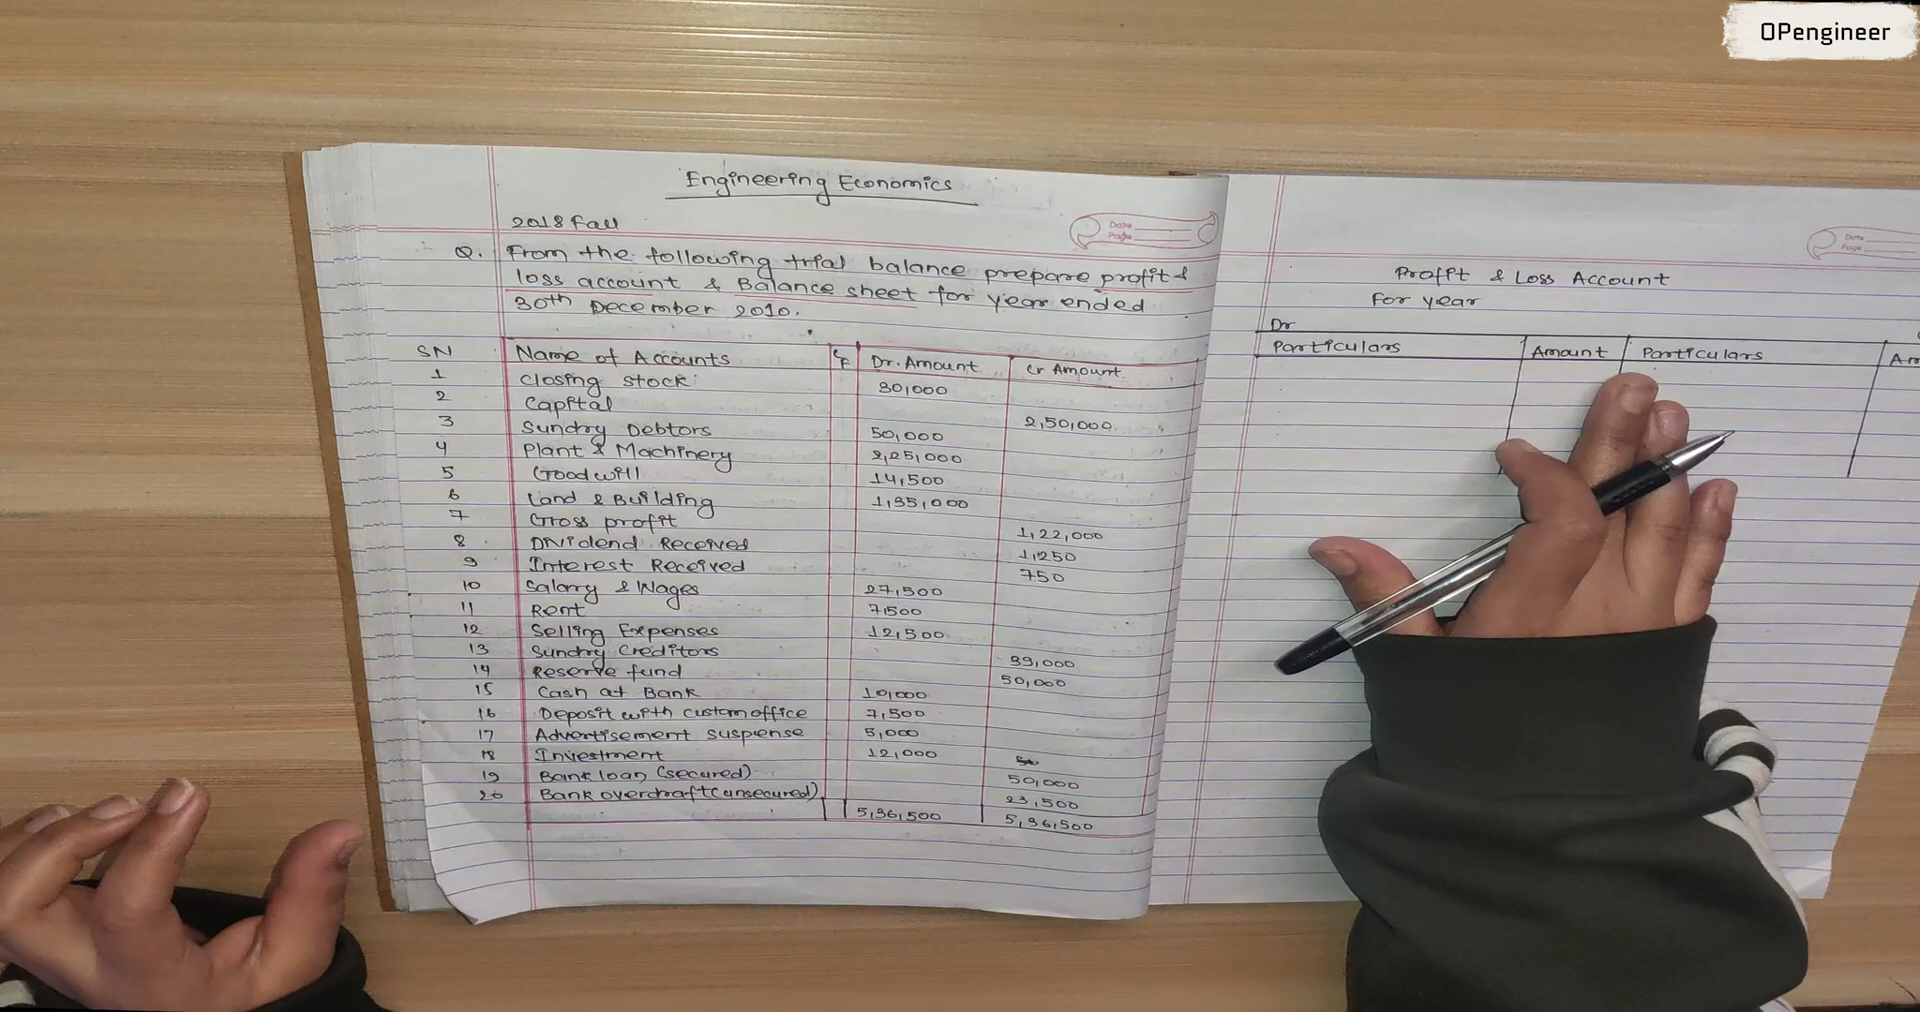 OPengineer
Engineering Economics
2018 Fall
Date
Page
Q. From the following trial balance prepare profit &
loss account & Balance sheet for year ended
30th December 2010.
SN Name of Accounts LF Dr. Amount Cr Amount
1 Closing stock 30,000
2 Capital 2,50,000
3 Sundry Debtors 50,000
4 Plant & Machinery 2,25,000
5 Goodwill 14,500
6 Land & Building 1,35,000
7 Gross profit 1,22,000
8 Dividend Received 1,250
9 Interest Received 750
10 Salary & Wages 27,500
11 Rent 7,500
12 Selling Expenses 12,500
13 Sundry Creditors 39,000
14 Reserve fund 50,000
15 Cash at Bank 10,000
16 Deposit with custom office 7,500
17 Advertisement suspense 5,000
18 Investment 12,000
19 Bank loan (secured) 50,000
20 Bank overdraft (unsecured) 23,500
5,36,500 5,36,500
Date
Page
Profit & Loss Account
For year
Dr
Particulars Amount Particulars